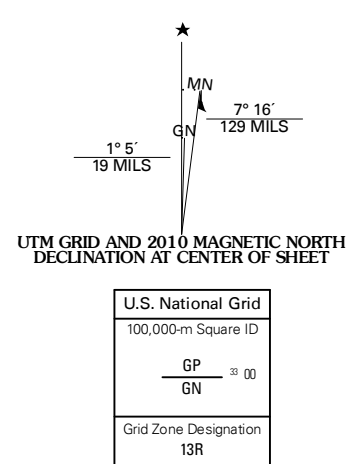 ★
MN
7° 16´
129 MILS
GN
1° 5´
19 MILS
UTM GRID AND 2010 MAGNETIC NORTH
DECLINATION AT CENTER OF SHEET
U.S. National Grid
100,000-m Square ID
GP
33 00
GN
Grid Zone Designation
13R